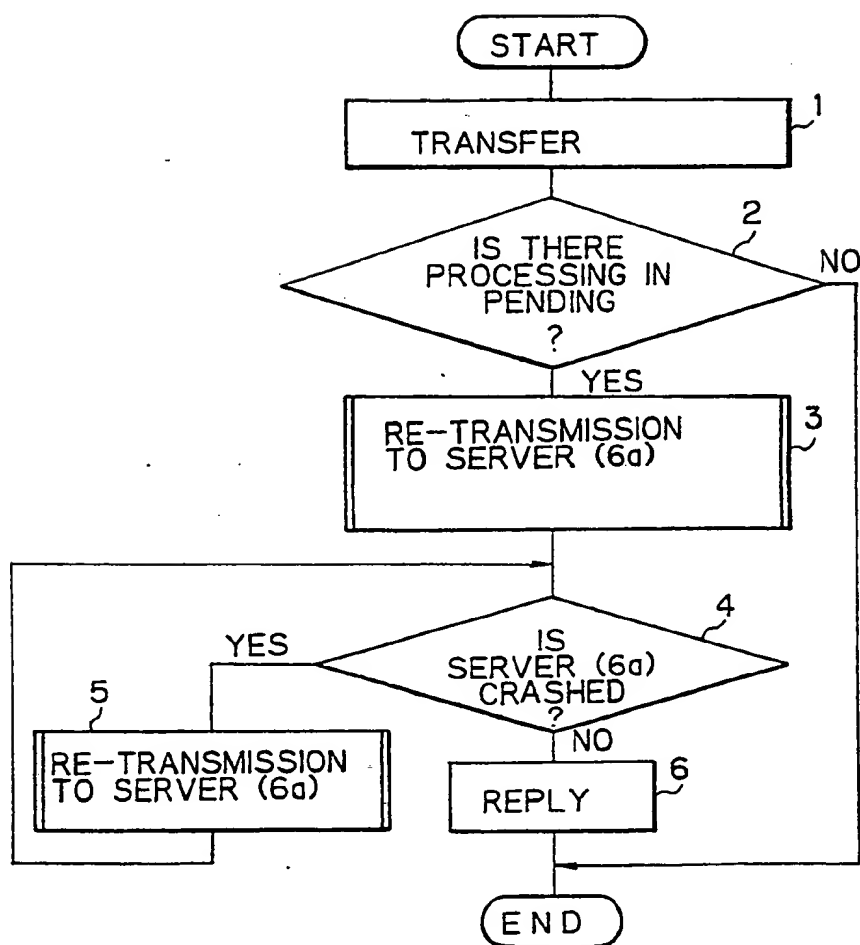 START
1
TRANSFER
2
IS THERE
PROCESSING IN
PENDING
?
NO
YES
3
RE-TRANSMISSION
TO SERVER (6a)
4
YES
IS
SERVER (6a)
CRASHED
?
5
NO
RE-TRANSMISSION
TO SERVER (6a)
6
REPLY
END